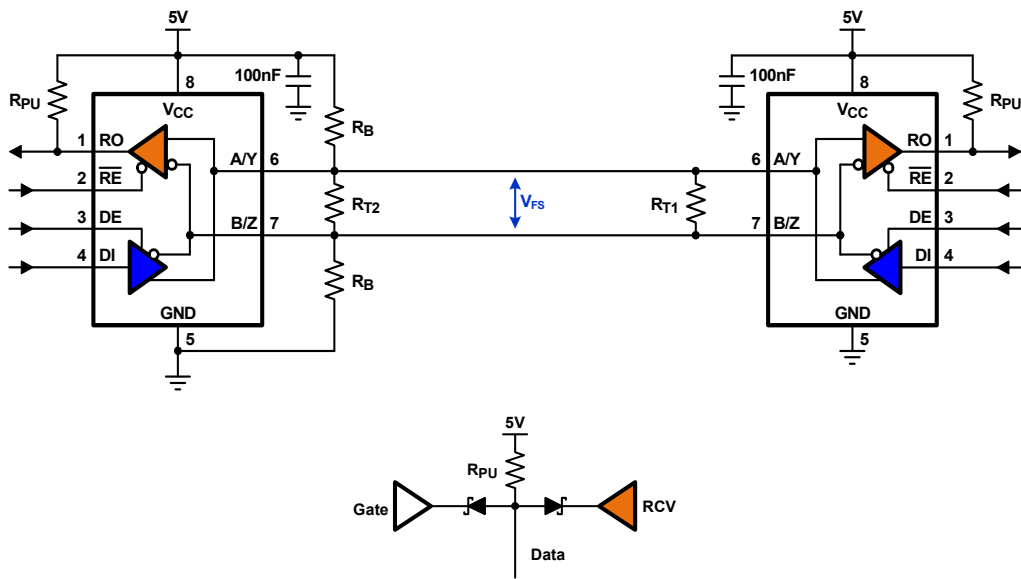 5V
5V
100nF
8
100nF
8
RPU
VCC
RB
VCC
RPU
1 RO
A/Y 6
6 A/Y
RO 1
2 RE
RT2
VFS
RT1
RE 2
3 DE
B/Z 7
7 B/Z
DE 3
4 DI
RB
DI 4
GND
GND
5
5
5V
RPU
Gate
RCV
Data